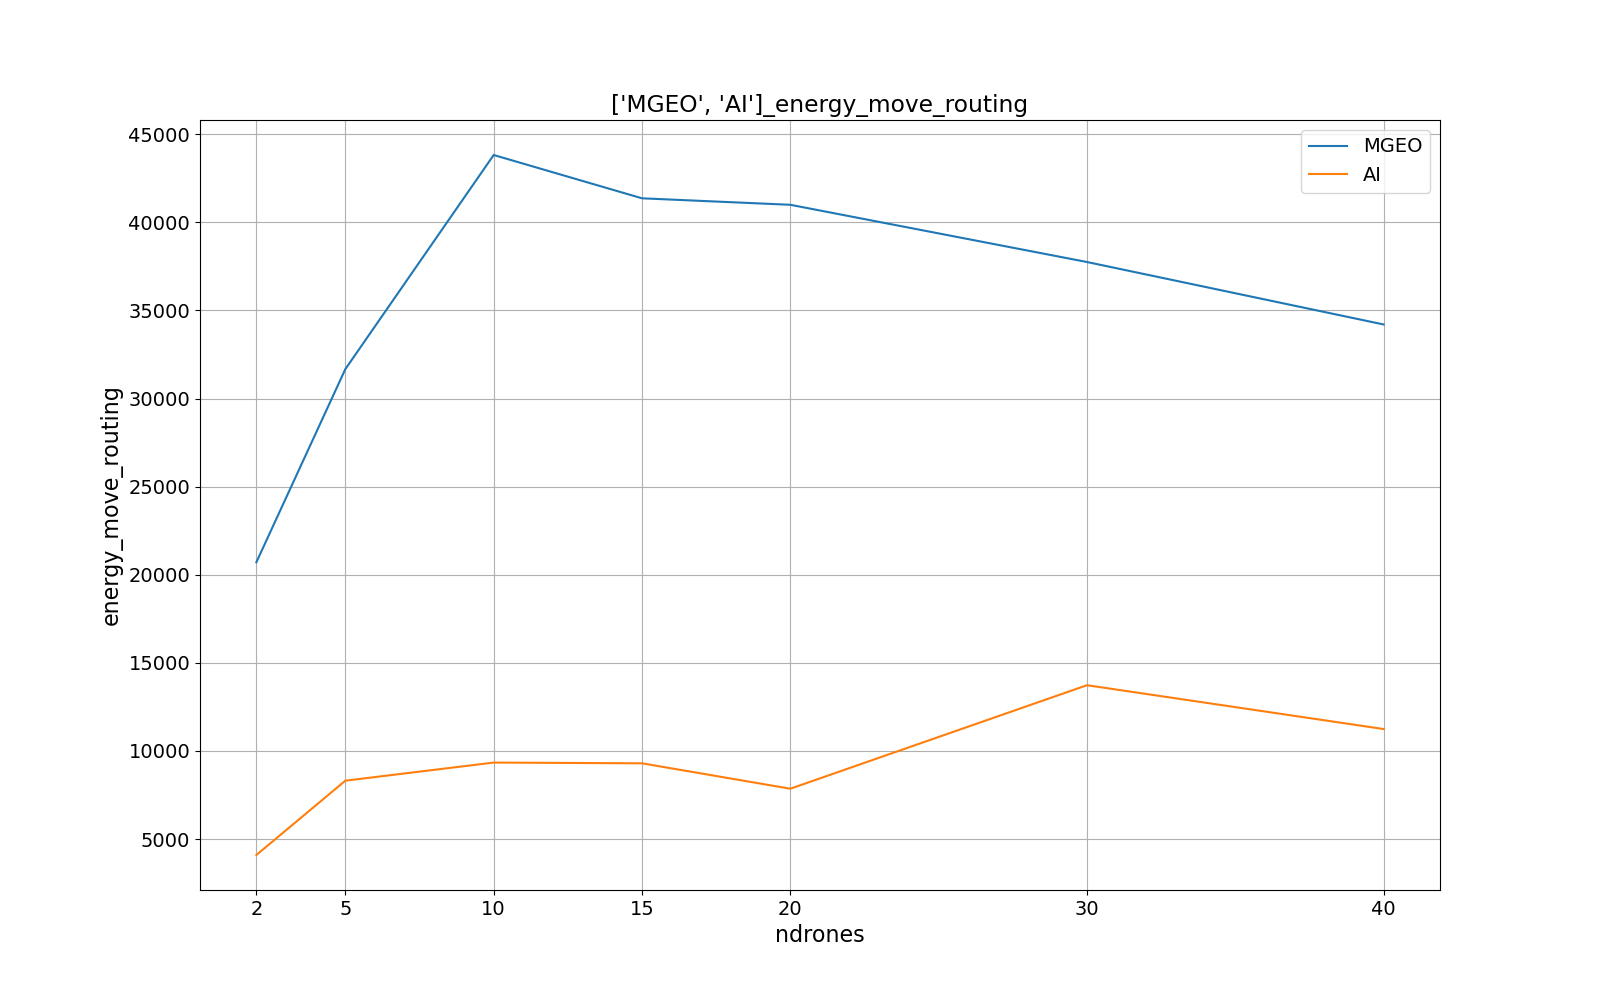 ['MGEO', 'AI']_energy_move_routing
MGEO
AI
energy_move_routing
45000
40000
35000
30000
25000
20000
15000
10000
5000
2 5 10 15 20 30 40
ndrones